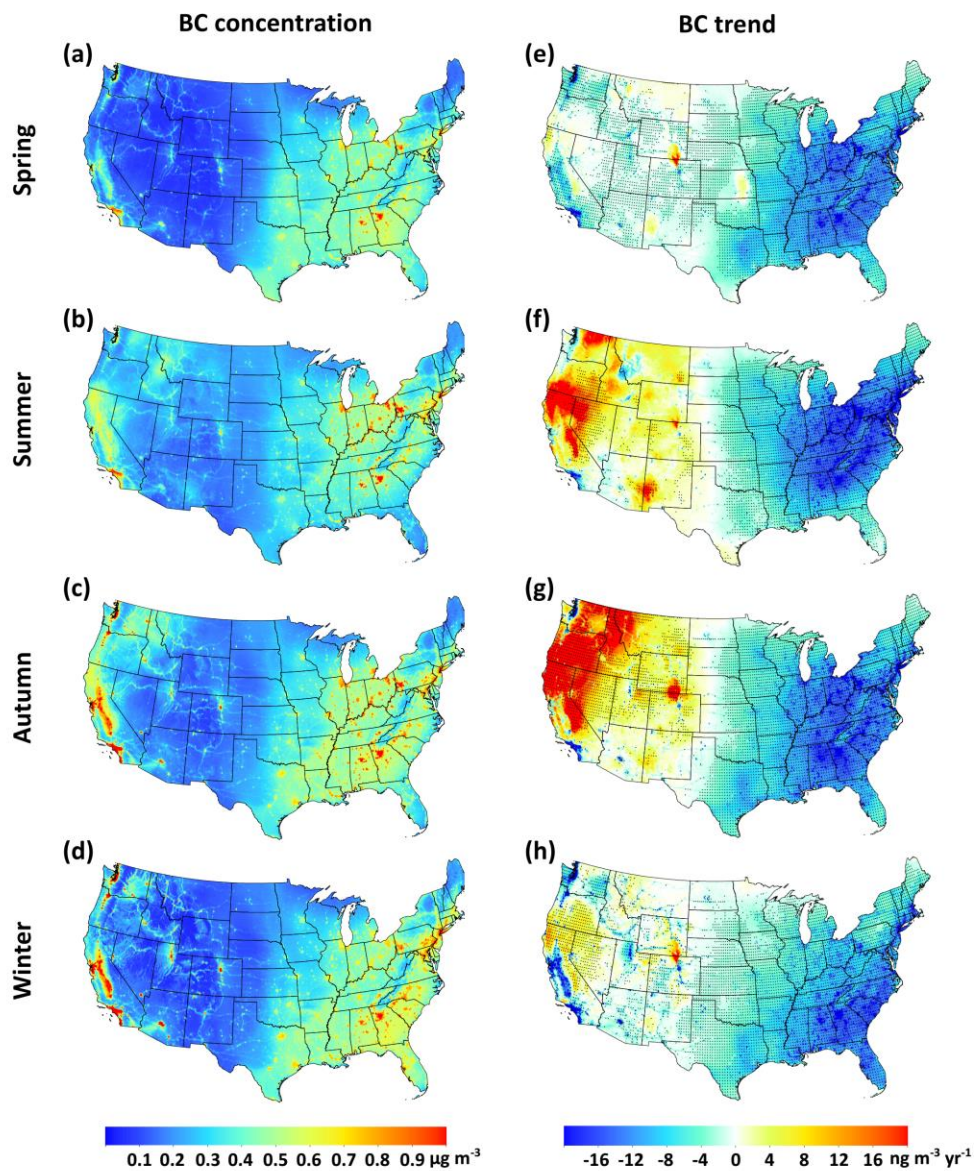 BC concentration
BC trend
(a)
(e)
Spring
(b)
(f)
Summer
(c)
(g)
Autumn
(d)
(h)
Winter
0.1 0.2 0.3 0.4 0.5 0.6 0.7 0.8 0.9 μg m⁻³
-16 -12 -8 -4 0 4 8 12 16 ng m⁻³ yr⁻¹